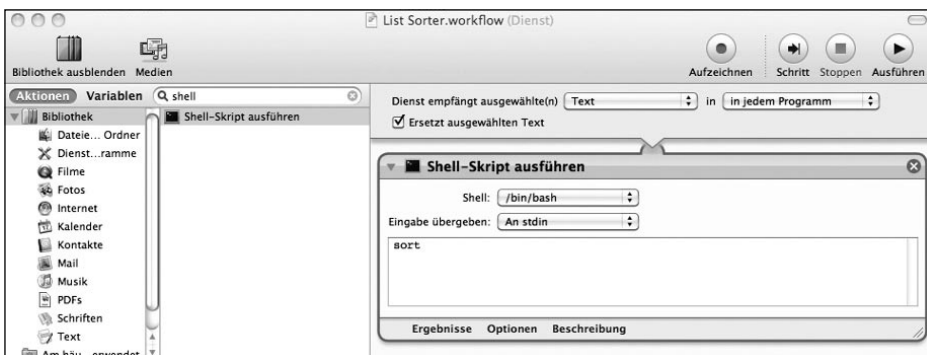 List Sorter.workflow (Dienst)
Bibliothek ausblenden Medien
Aufzeichnen Schritt Stoppen Ausführen
Aktionen Variablen shell
Bibliothek
Dateie... Ordner
Dienst...ramme
Filme
Fotos
Internet
Kalender
Kontakte
Mail
Musik
PDFs
Schriften
Text
Am häu...erwendet
Shell-Skript ausführen
Dienst empfängt ausgewählte(n) Text in in jedem Programm
Ersetzt ausgewählten Text
Shell-Skript ausführen
Shell: /bin/bash
Eingabe übergeben: An stdin
sort
Ergebnisse Optionen Beschreibung